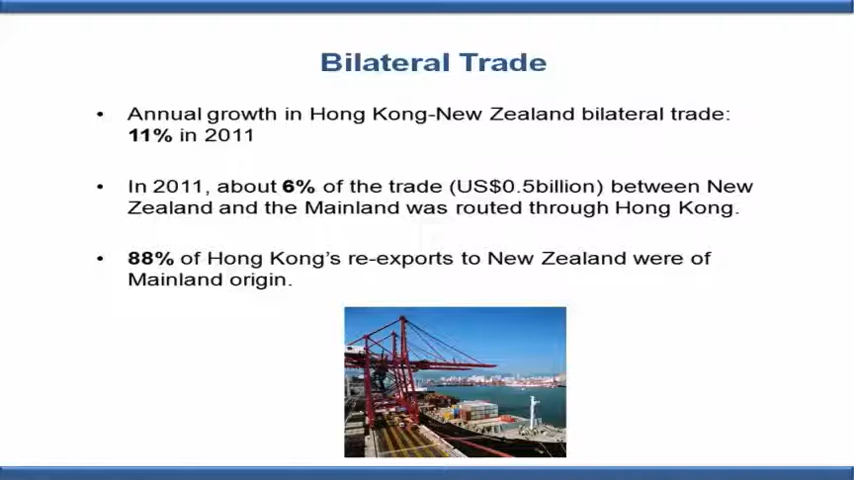 Bilateral Trade
• Annual growth in Hong Kong-New Zealand bilateral trade:
11% in 2011
• In 2011, about 6% of the trade (US$0.5billion) between New
Zealand and the Mainland was routed through Hong Kong.
• 88% of Hong Kong's re-exports to New Zealand were of
Mainland origin.